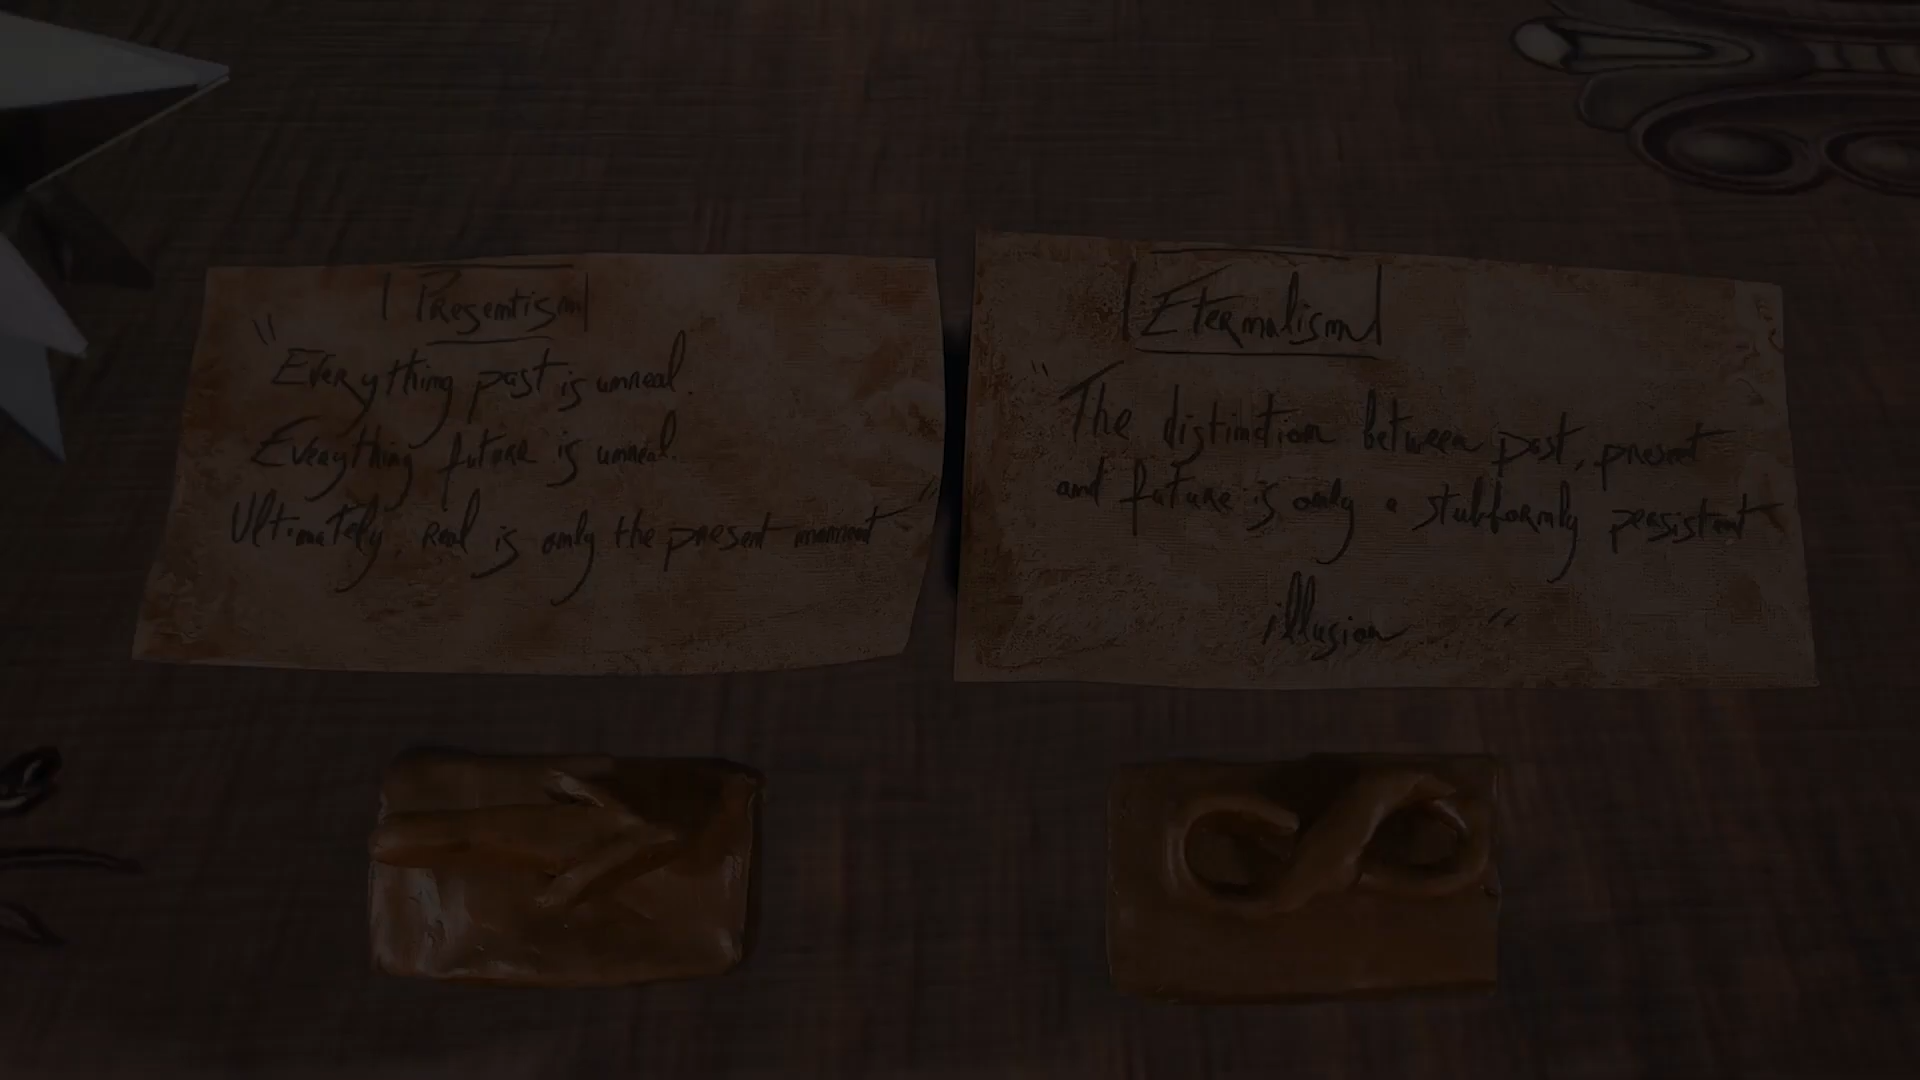 Presentism
"Everything past is unreal.
Everything future is unreal.
Ultimately, real is only the present moment"
Eternalism
"The distinction between past, present
and future is only a stubbornly persistent
illusion"